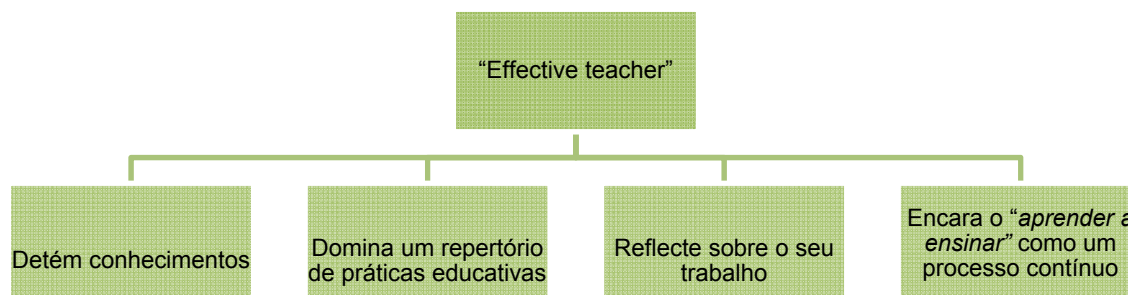 “Effective teacher”
Detém conhecimentos
Domina um repertório
de práticas educativas
Reflecte sobre o seu
trabalho
Encara o “aprender a
ensinar” como um
processo contínuo